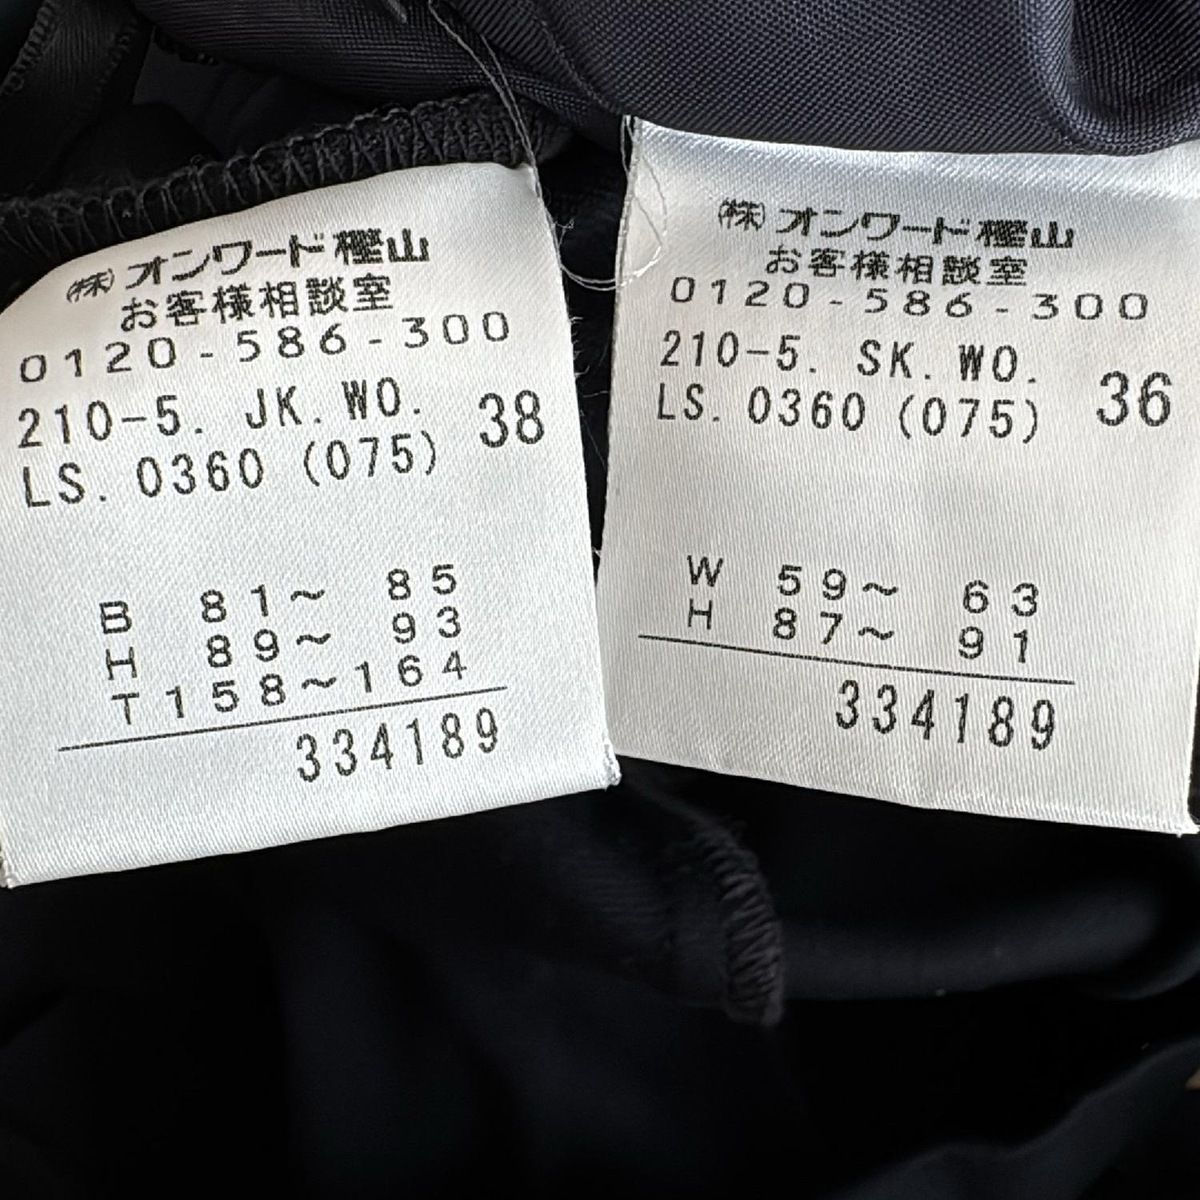 ㈱オンワード樫山
お客様相談室
0120-586-300
210-5. JK. WO.
38
LS. 0360 (075)
B 81~ 85
H 89~ 93
T158~164
334189
㈱オンワード樫山
お客様相談室
0120-586-300
210-5. SK. WO.
36
LS. 0360 (075)
W 59~ 63
H 87~ 91
334189